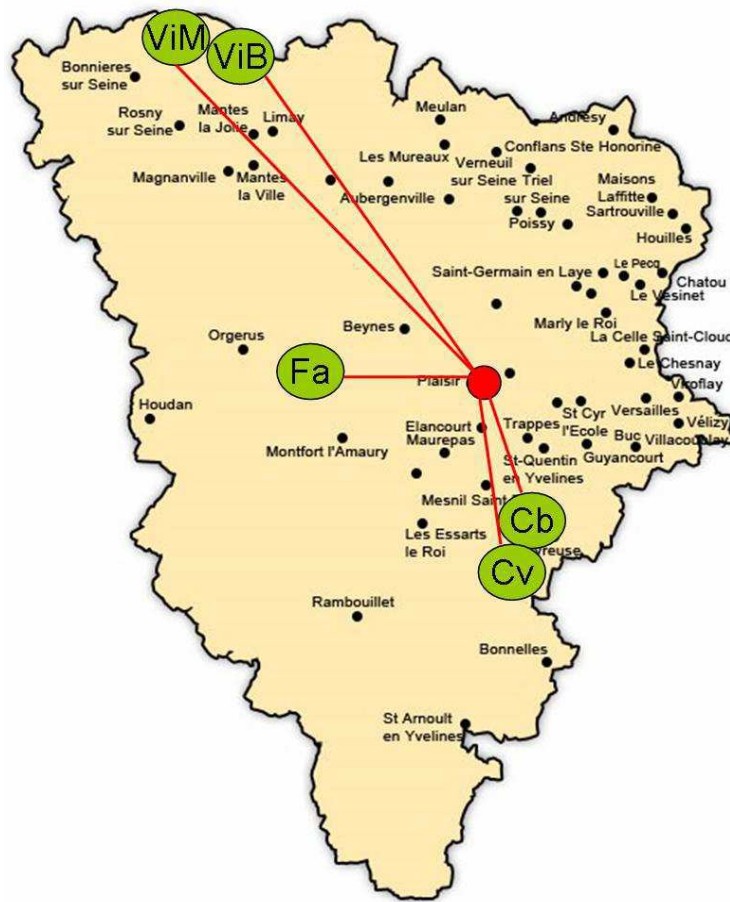 ViM
ViB
Bonnieres
sur Seine
Rosny
sur Seine
Mantes
la Jolie
Limay
Meulan
Andresy
Conflans Ste Honorine
Les Mureaux
Verneuil
sur Seine
Triel
sur Seine
Magnanville
Mantes
la Ville
Aubergenville
Poissy
Maisons
Laffitte
Sartrouville
Houilles
Saint-Germain en Laye
Le Pecq
Chatou
Le Vesinet
Marly le Roi
La Celle Saint-Cloud
Le Chesnay
Orgerus
Beynes
Fa
Plaisir
Viroflay
Houdan
Montfort l'Amaury
Elancourt
Maurepas
Trappes
St Cyr
l'Ecole
Versailles
Vélizy
Villacoublay
Buc
Guyancourt
St-Quentin
en Yvelines
Mesnil Saint
Cb
Les Essarts
le Roi
vreuse
Cv
Rambouillet
Bonnelles
St Arnoult
en Yvelines